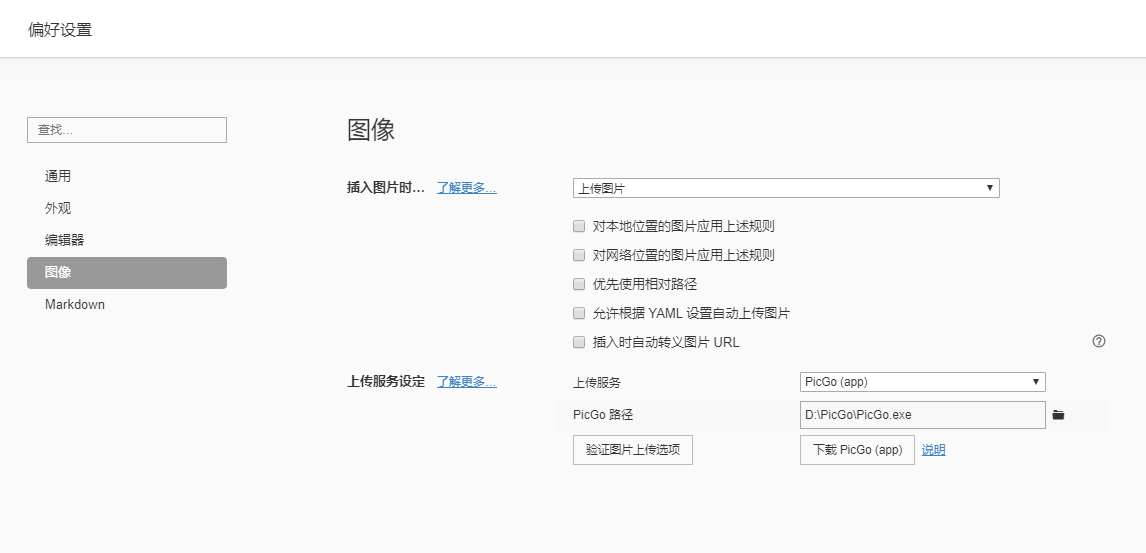 偏好设置
查找...
通用
外观
编辑器
图像
Markdown
图像
插入图片时... 了解更多... 上传图片 ▼
对本地位置的图片应用上述规则
对网络位置的图片应用上述规则
优先使用相对路径
允许根据 YAML 设置自动上传图片
插入时自动转义图片 URL ?
上传服务设定 了解更多... 上传服务 PicGo (app) ▼
PicGo 路径 D:\PicGo\PicGo.exe
验证图片上传选项 下载 PicGo (app) 说明